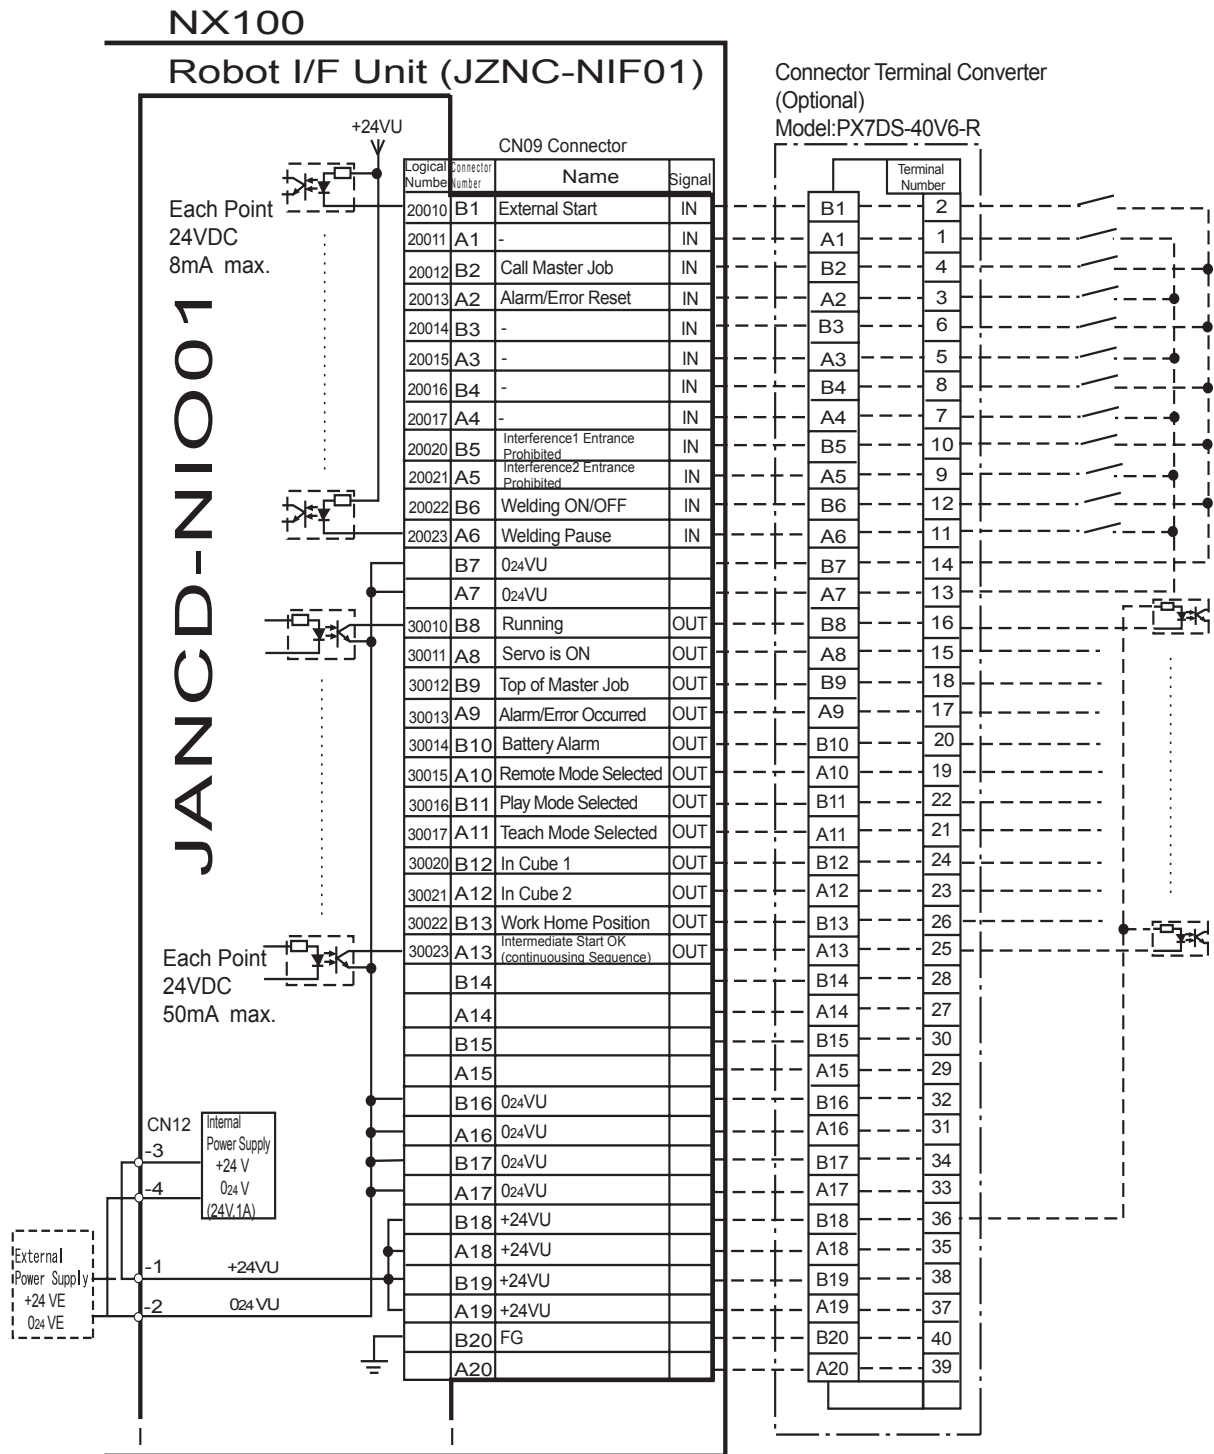 NX100
Robot I/F Unit (JZNC-NIF01)
Connector Terminal Converter
(Optional)
Model:PX7DS-40V6-R
+24VU
CN09 Connector
Logical Number Connector Number Name Signal
Terminal Number
Each Point
24VDC
8mA max.
JANCD-NIO01
20010 B1 External Start IN B1 2
20011 A1 - IN A1 1
20012 B2 Call Master Job IN B2 4
20013 A2 Alarm/Error Reset IN A2 3
20014 B3 - IN B3 6
20015 A3 - IN A3 5
20016 B4 - IN B4 8
20017 A4 - IN A4 7
20020 B5 Interference1 Entrance Prohibited IN B5 10
20021 A5 Interference2 Entrance Prohibited IN A5 9
20022 B6 Welding ON/OFF IN B6 12
20023 A6 Welding Pause IN A6 11
B7 024VU B7 14
A7 024VU A7 13
30010 B8 Running OUT B8 16
30011 A8 Servo is ON OUT A8 15
30012 B9 Top of Master Job OUT B9 18
30013 A9 Alarm/Error Occurred OUT A9 17
30014 B10 Battery Alarm OUT B10 20
30015 A10 Remote Mode Selected OUT A10 19
30016 B11 Play Mode Selected OUT B11 22
30017 A11 Teach Mode Selected OUT A11 21
30020 B12 In Cube 1 OUT B12 24
30021 A12 In Cube 2 OUT A12 23
30022 B13 Work Home Position OUT B13 26
30023 A13 Intermediate Start OK (continuousing Sequence) OUT A13 25
Each Point
24VDC
50mA max.
B14 B14 28
A14 A14 27
B15 B15 30
A15 A15 29
B16 024VU B16 32
A16 024VU A16 31
B17 024VU B17 34
A17 024VU A17 33
B18 +24VU B18 36
A18 +24VU A18 35
B19 +24VU B19 38
A19 +24VU A19 37
B20 FG B20 40
A20 A20 39
CN12
-3
-4
Internal
Power Supply
+24 V
024 V
(24V.1A)
External
Power Supply
+24 VE
024 VE
-1 +24VU
-2 024 VU